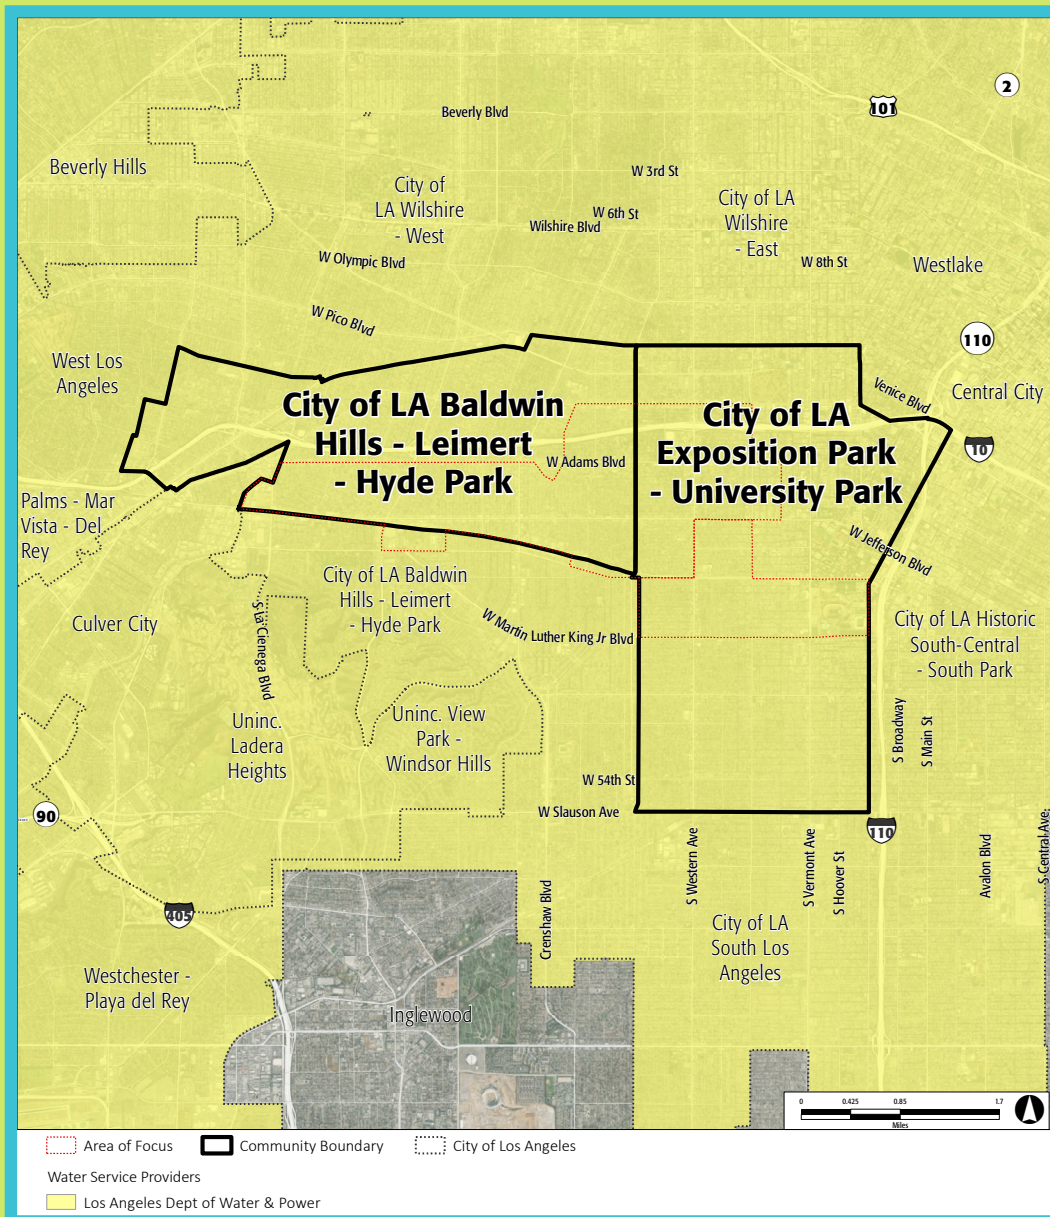 2
101
Beverly Blvd
Beverly Hills
W 3rd St
City of
LA Wilshire
- West
City of LA
Wilshire
- East
W 6th St
Wilshire Blvd
W Olympic Blvd
W 8th St
Westlake
W Pico Blvd
110
West Los
Angeles
Venice Blvd
Central City
City of LA Baldwin
Hills - Leimert
- Hyde Park
City of LA
Exposition Park
- University Park
10
W Adams Blvd
Palms - Mar
Vista - Del
Rey
W Jefferson Blvd
City of LA Baldwin
Hills - Leimert
- Hyde Park
Culver City
S La Cienega Blvd
W Martin Luther King Jr Blvd
City of LA Historic
South-Central
- South Park
Uninc.
Ladera
Heights
Uninc. View
Park -
Windsor Hills
S Broadway
S Main St
W 54th St
W Slauson Ave
90
110
S Western Ave
S Vermont Ave
S Hoover St
Avalon Blvd
S Central Ave
405
Crenshaw Blvd
City of LA
South Los
Angeles
Westchester -
Playa del Rey
Inglewood
0 0.425 0.85 1.7
Miles
Area of Focus Community Boundary City of Los Angeles
Water Service Providers
Los Angeles Dept of Water & Power